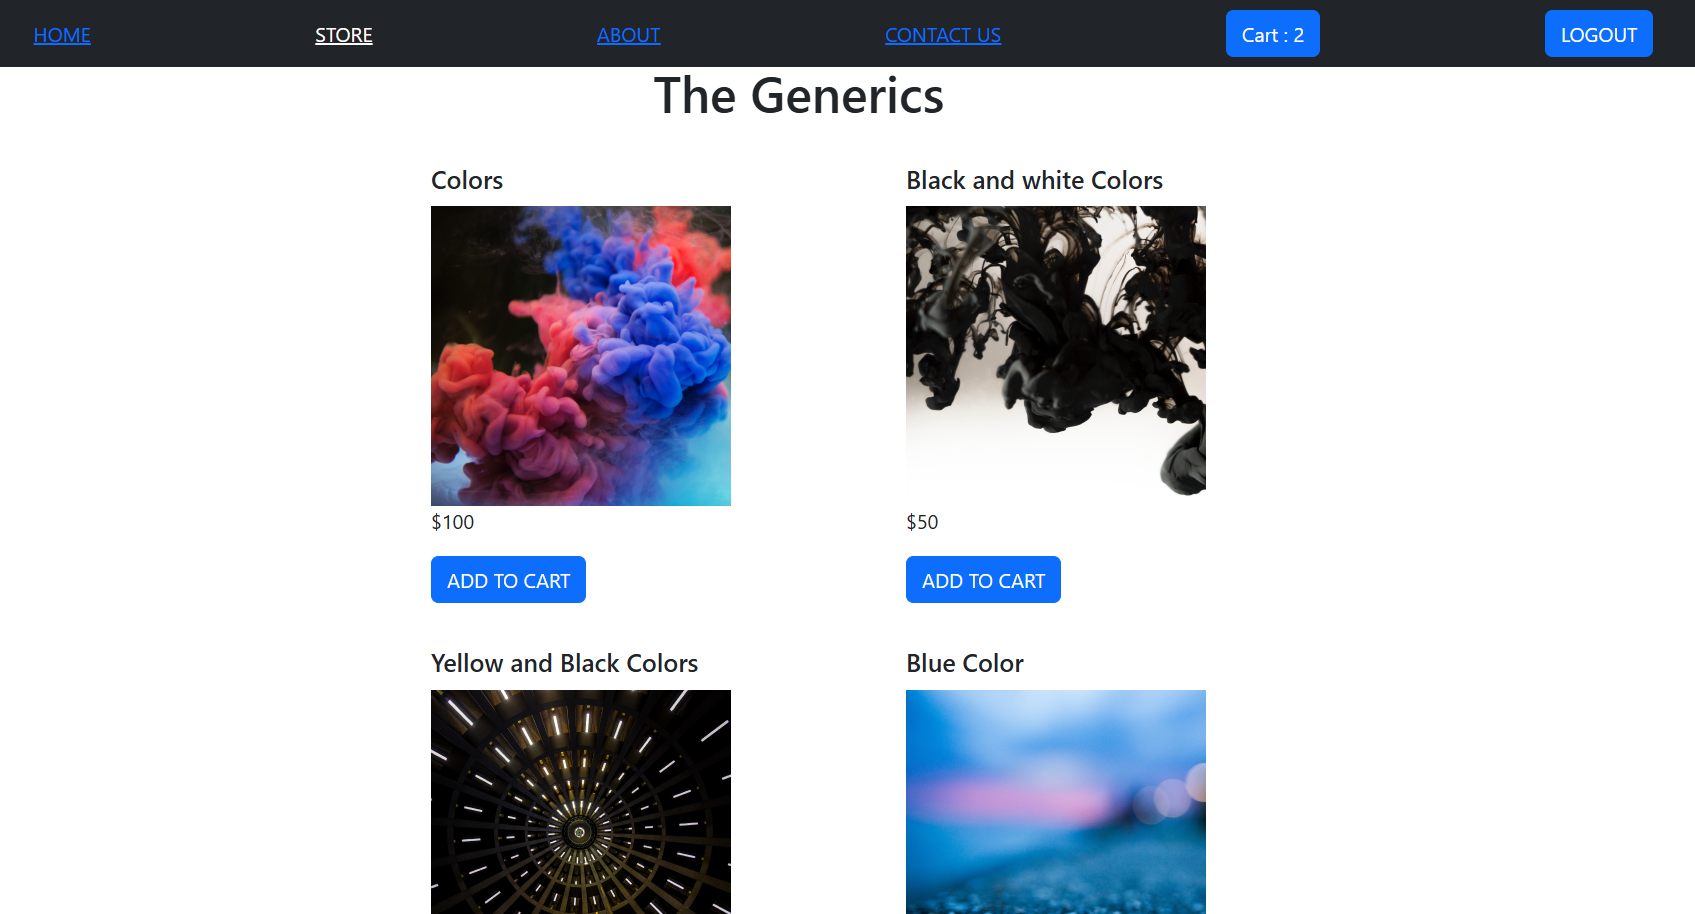 HOME STORE ABOUT CONTACT US Cart : 2 LOGOUT
The Generics
Colors
Black and white Colors
$100
$50
ADD TO CART
ADD TO CART
Yellow and Black Colors
Blue Color